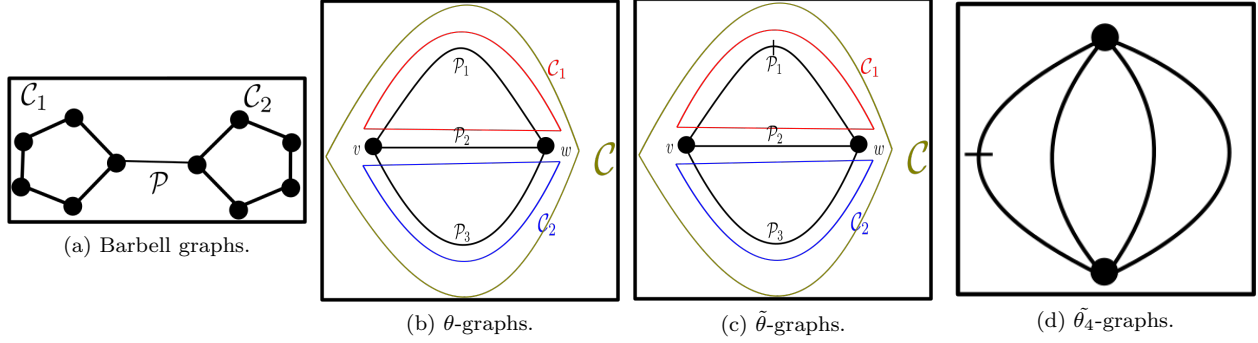 𝒞₁ 𝒞₂
𝒫
(a) Barbell graphs.
𝒫₁ 𝒞₁
v 𝒫₂ w 𝒞
𝒫₃ 𝒞₂
(b) θ-graphs.
𝒫₁ 𝒞₁
v 𝒫₂ w 𝒞
𝒫₃ 𝒞₂
(c) θ̃-graphs.
(d) θ̃₄-graphs.